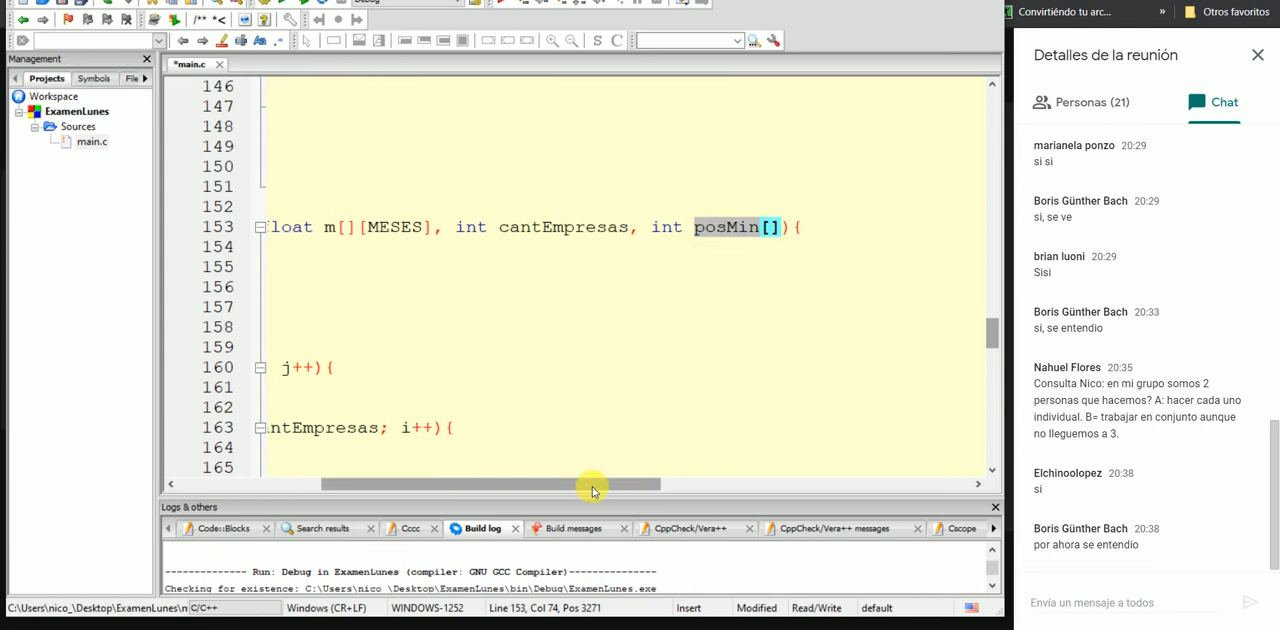 Debug
/** *<
*main.c
Management
Projects
Symbols
File
Workspace
ExamenLunes
Sources
main.c
S C
146
147
148
149
150
151
152
153 float m[][MESES], int cantEmpresas, int posMin[]){
154
155
156
157
158
159
160 j++){
161
162
163 ntEmpresas; i++){
164
165
Logs & others
Code::Blocks
Search results
Cccc
Build log
Build messages
CppCheck/Vera++
CppCheck/Vera++ messages
Cscope
-------------- Run: Debug in ExamenLunes (compiler: GNU GCC Compiler)---------------
Checking for existence: C:\Users\nico_\Desktop\ExamenLunes\bin\Debug\ExamenLunes.exe
C:\Users\nico_\Desktop\ExamenLunes\m
C/C++
Windows (CR+LF)
WINDOWS-1252
Line 153, Col 74, Pos 3271
Insert
Modified
Read/Write
default
Convirtiéndo tu arc...
»
Otros favoritos
Detalles de la reunión
Personas (21)
Chat
marianela ponzo 20:29
si si
Boris Günther Bach 20:29
si, se ve
brian luoni 20:29
Sisi
Boris Günther Bach 20:33
si, se entendio
Nahuel Flores 20:35
Consulta Nico: en mi grupo somos 2
personas que hacemos? A: hacer cada uno
individual. B= trabajar en conjunto aunque
no lleguemos a 3.
Elchinoolopez 20:38
si
Boris Günther Bach 20:38
por ahora se entendio
Envía un mensaje a todos